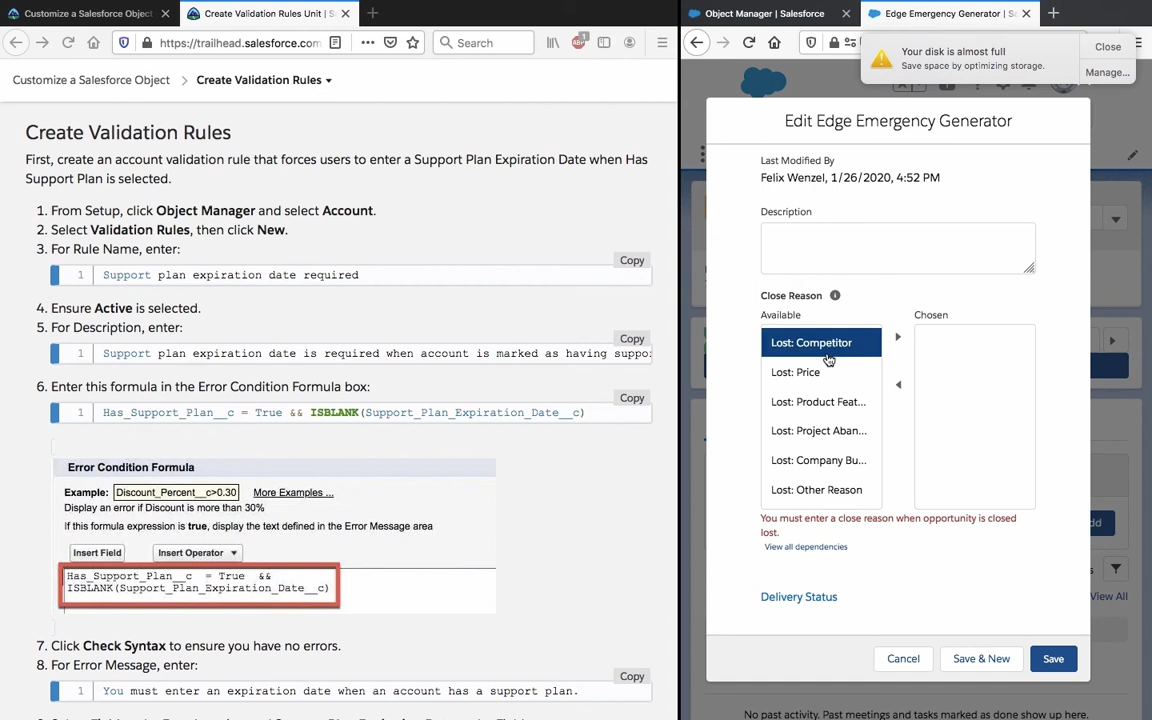 Customize a Salesforce Object
Create Validation Rules Unit |
Object Manager | Salesforce
Edge Emergency Generator | S
https://trailhead.salesforce.com
Search
1
Your disk is almost full
Save space by optimizing storage.
Close
Manage...
Customize a Salesforce Object
Create Validation Rules
Create Validation Rules
First, create an account validation rule that forces users to enter a Support Plan Expiration Date when Has
Support Plan is selected.
1. From Setup, click Object Manager and select Account.
2. Select Validation Rules, then click New.
3. For Rule Name, enter:
Copy
1 Support plan expiration date required
4. Ensure Active is selected.
5. For Description, enter:
Copy
1 Support plan expiration date is required when account is marked as having suppo
6. Enter this formula in the Error Condition Formula box:
Copy
1 Has_Support_Plan__c = True && ISBLANK(Support_Plan_Expiration_Date__c)
Error Condition Formula
Example: Discount_Percent__c>0.30 More Examples ...
Display an error if Discount is more than 30%
If this formula expression is true, display the text defined in the Error Message area
Insert Field Insert Operator
Has_Support_Plan__c = True &&
ISBLANK(Support_Plan_Expiration_Date__c)
7. Click Check Syntax to ensure you have no errors.
8. For Error Message, enter:
Copy
1 You must enter an expiration date when an account has a support plan.
Edit Edge Emergency Generator
Last Modified By
Felix Wenzel, 1/26/2020, 4:52 PM
Description
Close Reason
Available
Chosen
Lost: Competitor
Lost: Price
Lost: Product Feat...
Lost: Project Aban...
Lost: Company Bu...
Lost: Other Reason
You must enter a close reason when opportunity is closed
lost.
View all dependencies
Delivery Status
Cancel
Save & New
Save
View All
No past activity. Past meetings and tasks marked as done show up here.